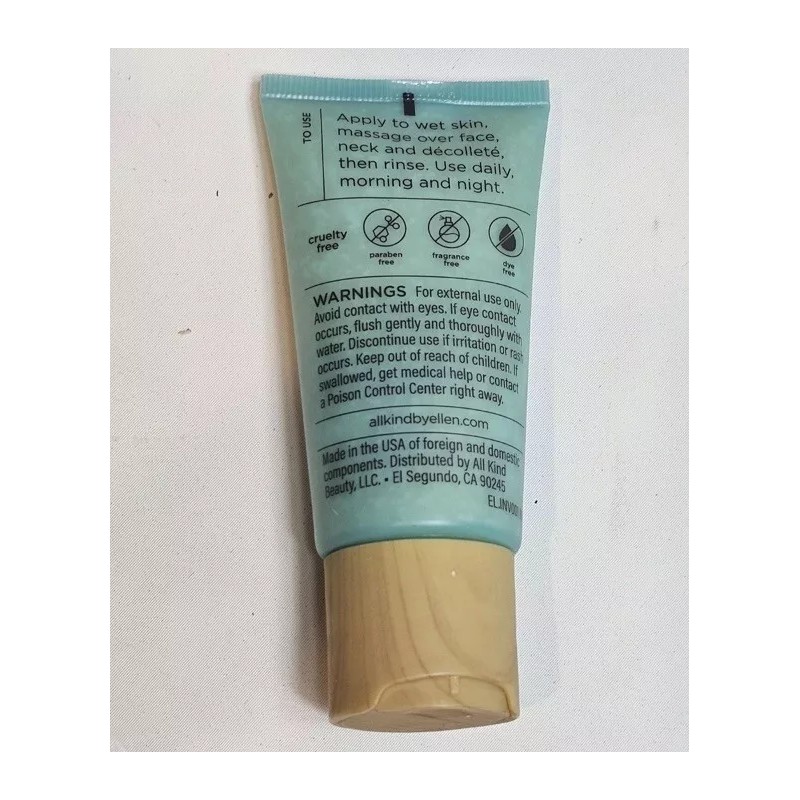 TO USE
Apply to wet skin,
massage over face,
neck and décolleté,
then rinse. Use daily,
morning and night.
cruelty
free
paraben
free
fragrance
free
dye
free
WARNINGS For external use only.
Avoid contact with eyes. If eye contact
occurs, flush gently and thoroughly with
water. Discontinue use if irritation or rash
occurs. Keep out of reach of children. If
swallowed, get medical help or contact
a Poison Control Center right away.
allkindbyellen.com
Made in the USA of foreign and domestic
components. Distributed by All Kind
Beauty, LLC. • El Segundo, CA 90245